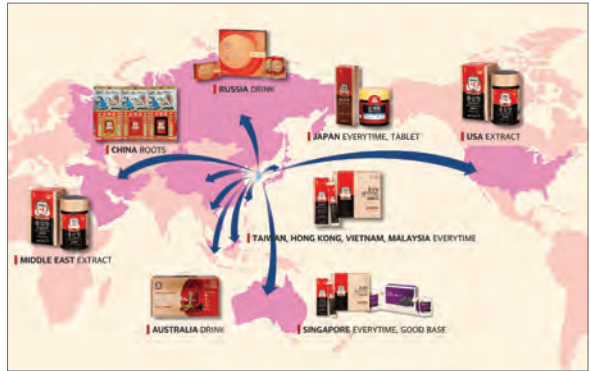 RUSSIA DRINK
CHINA ROOTS
JAPAN EVERYTIME, TABLET
USA EXTRACT
TAIWAN, HONG KONG, VIETNAM, MALAYSIA EVERYTIME
MIDDLE EAST EXTRACT
AUSTRALIA DRINK
SINGAPORE EVERYTIME, GOOD BASE